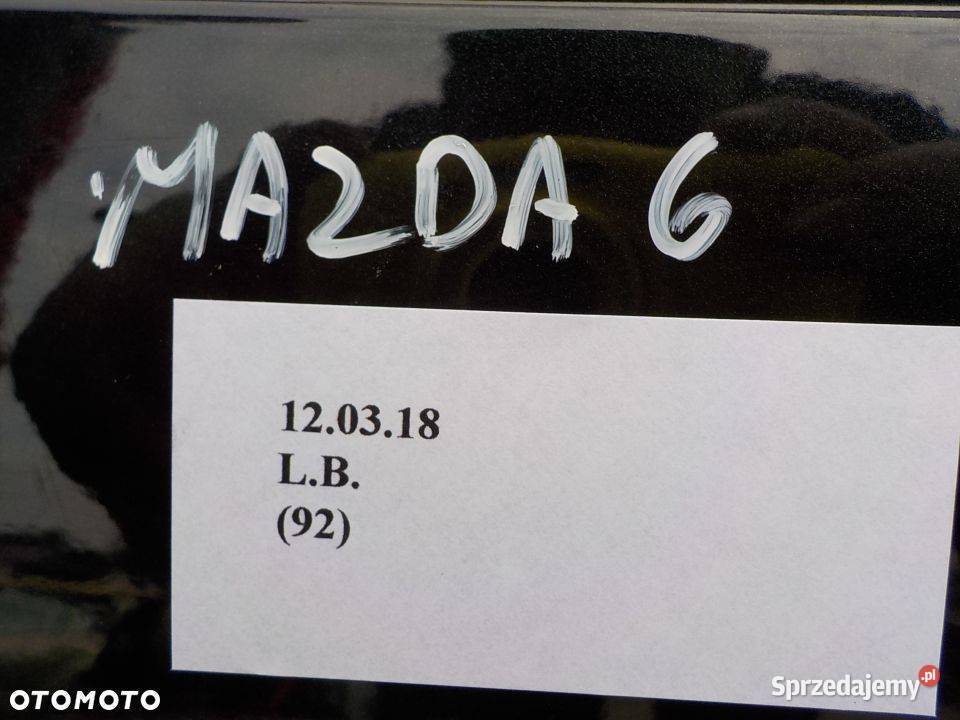 MAZDA 6
12.03.18
L.B.
(92)
OTOMOTO
Sprzedajemy.pl